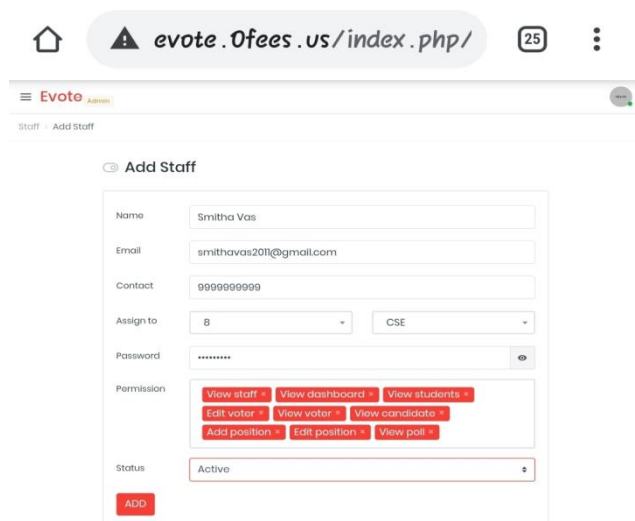 evote.0fees.us/index.php/ 25
Evote Admin
Staff Add Staff
Add Staff
Name Smitha Vas
Email smithavas2011@gmail.com
Contact 9999999999
Assign to 8 CSE
Password •••••••••
Permission View staff × View dashboard × View students ×
Edit voter × View voter × View candidate ×
Add position × Edit position × View poll ×
Status Active
ADD